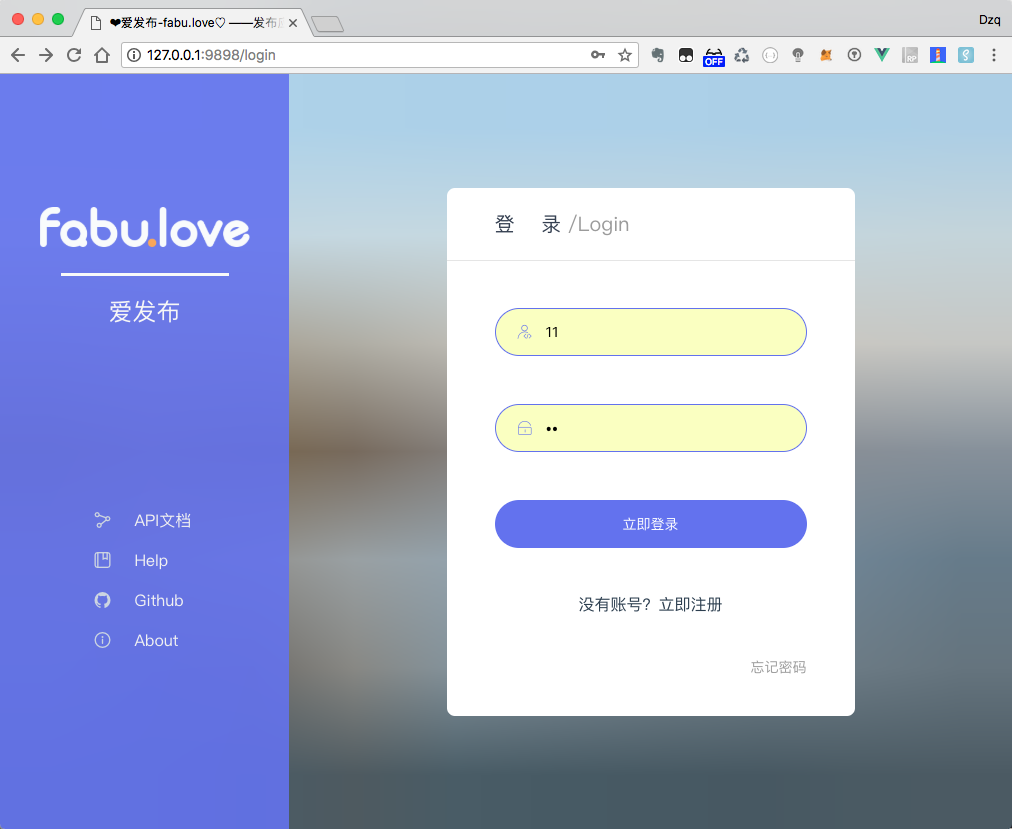 ❤爱发布-fabu.love♡ ——发布
Dzq
127.0.0.1:9898/login
OFF
RP
fabu.love
爱发布
API文档
Help
Github
About
登 录 /Login
11
••
立即登录
没有账号? 立即注册
忘记密码